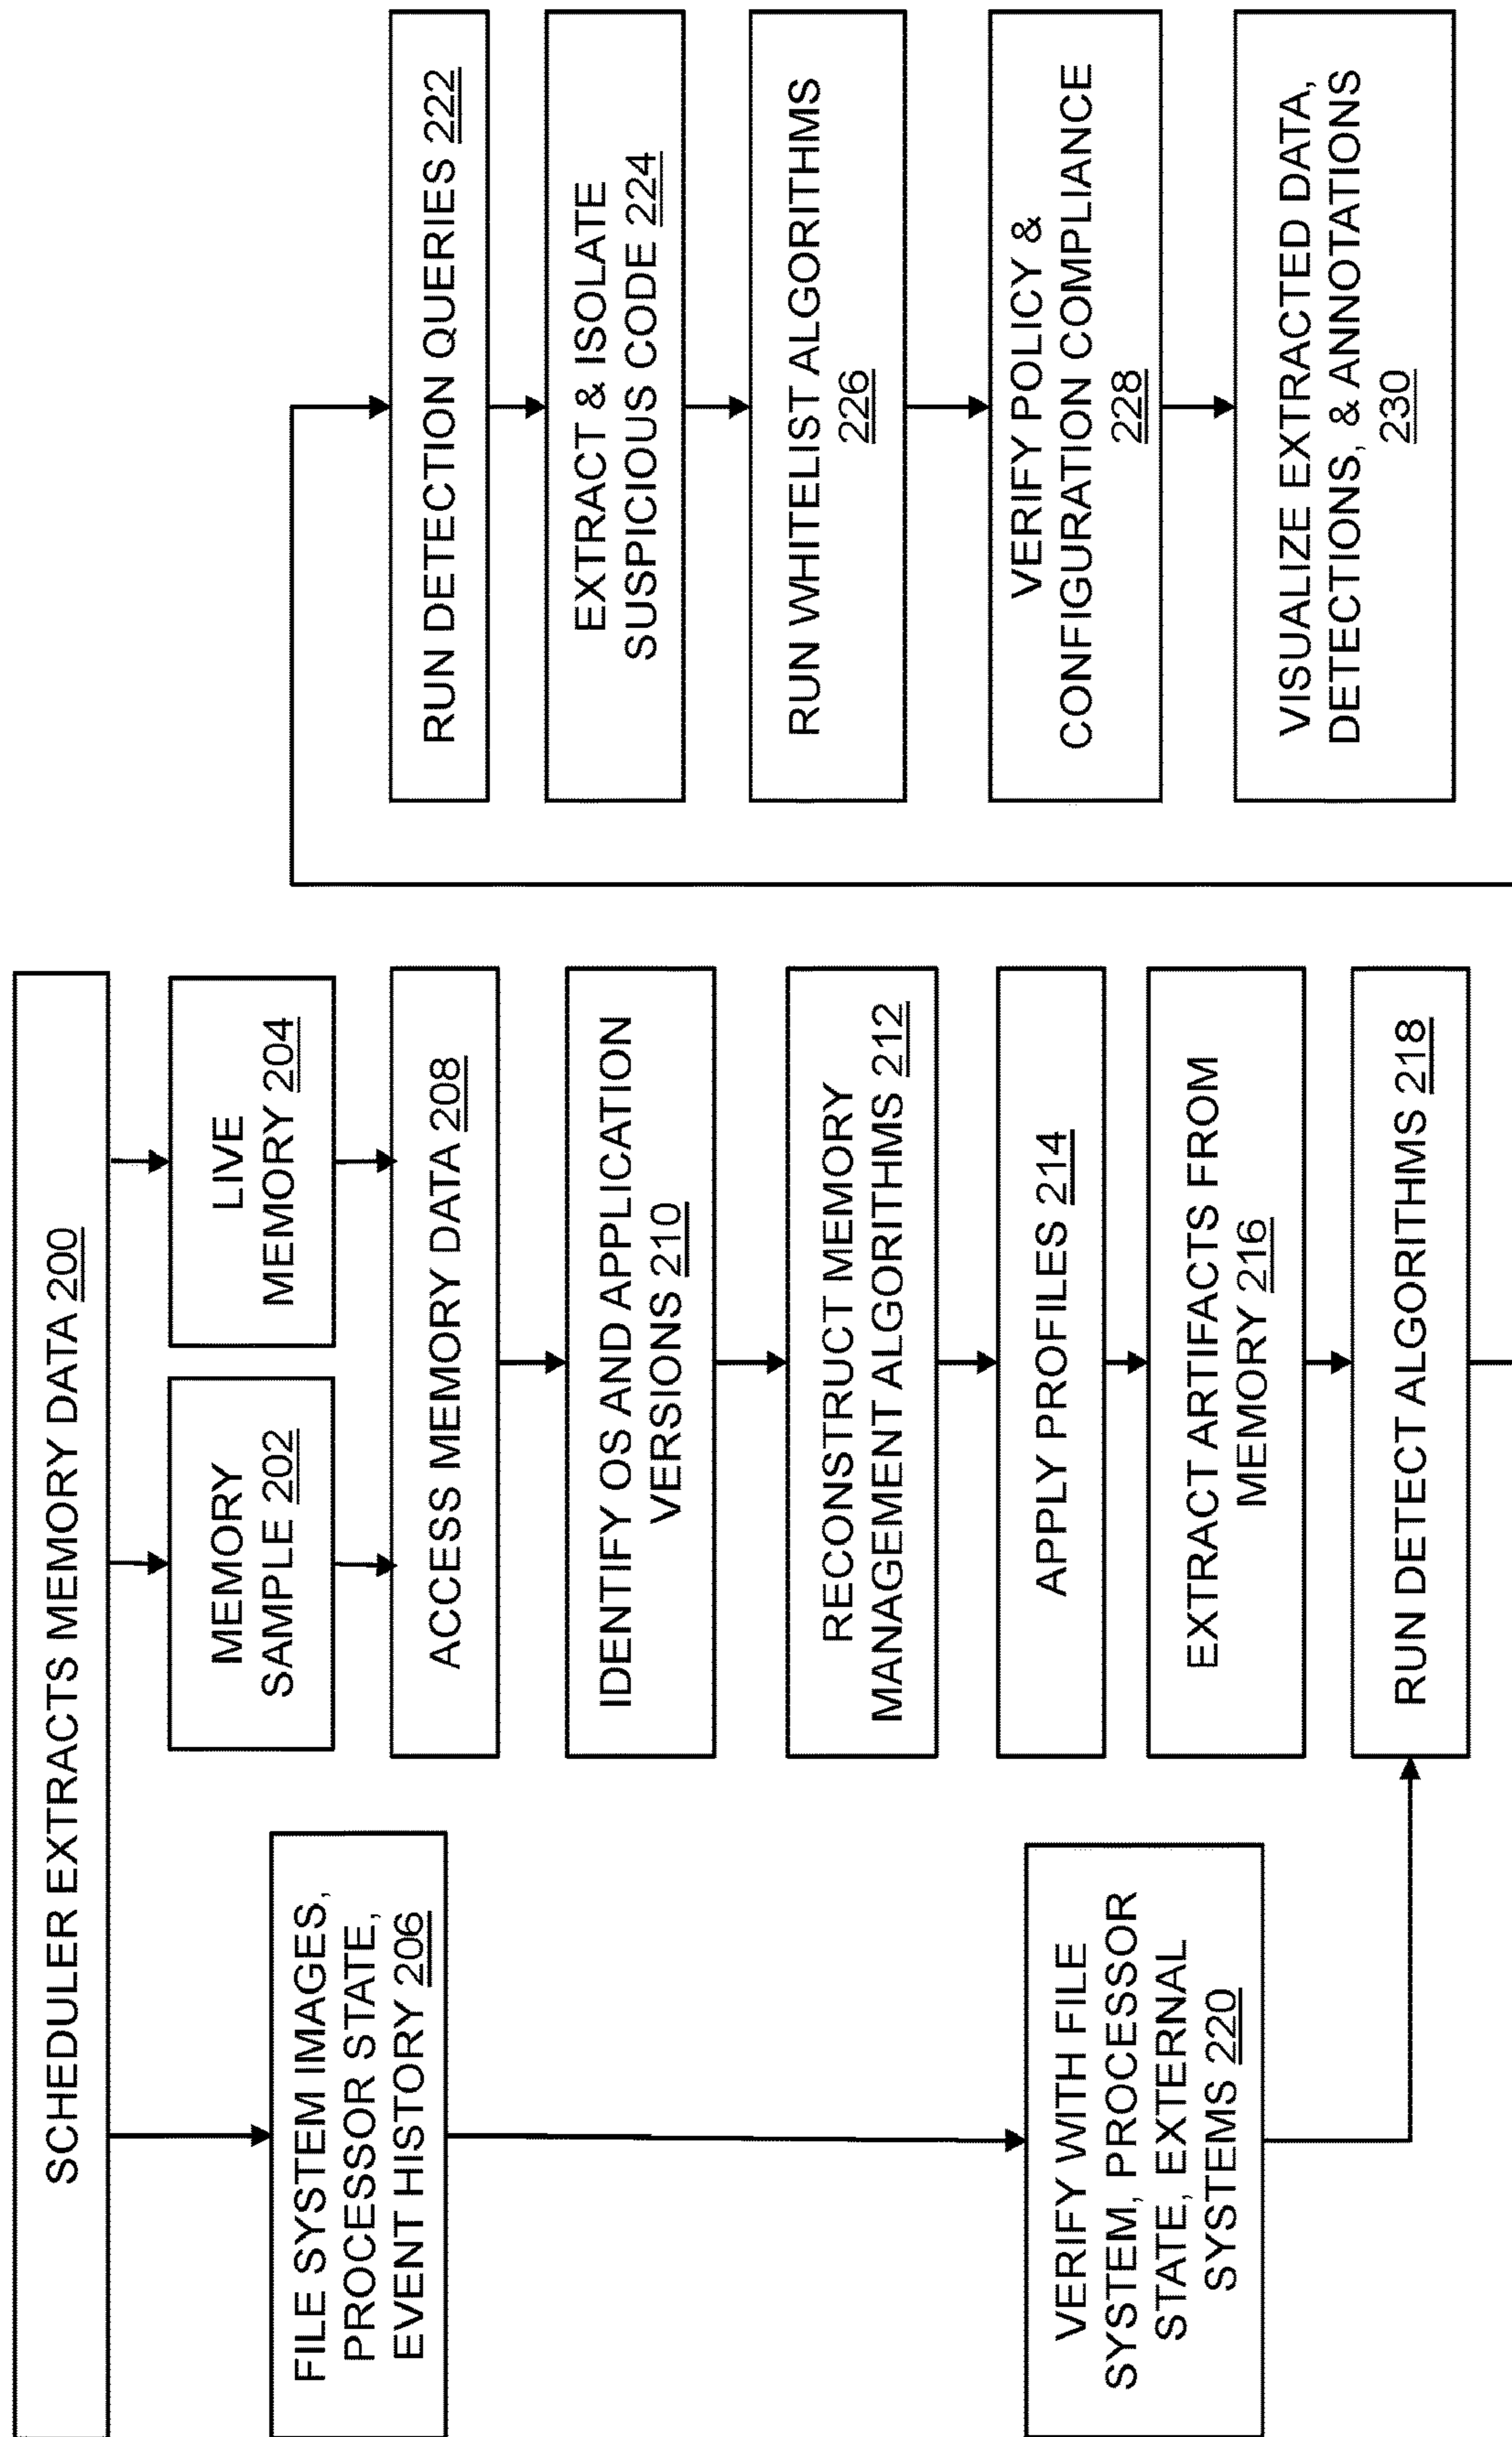 SCHEDULER EXTRACTS MEMORY DATA 200
FILE SYSTEM IMAGES,
PROCESSOR STATE,
EVENT HISTORY 206
MEMORY
SAMPLE 202
LIVE
MEMORY 204
ACCESS MEMORY DATA 208
IDENTIFY OS AND APPLICATION
VERSIONS 210
RECONSTRUCT MEMORY
MANAGEMENT ALGORITHMS 212
APPLY PROFILES 214
EXTRACT ARTIFACTS FROM
MEMORY 216
VERIFY WITH FILE
SYSTEM, PROCESSOR
STATE, EXTERNAL
SYSTEMS 220
RUN DETECT ALGORITHMS 218
RUN DETECTION QUERIES 222
EXTRACT & ISOLATE
SUSPICIOUS CODE 224
RUN WHITELIST ALGORITHMS
226
VERIFY POLICY &
CONFIGURATION COMPLIANCE
228
VISUALIZE EXTRACTED DATA,
DETECTIONS, & ANNOTATIONS
230